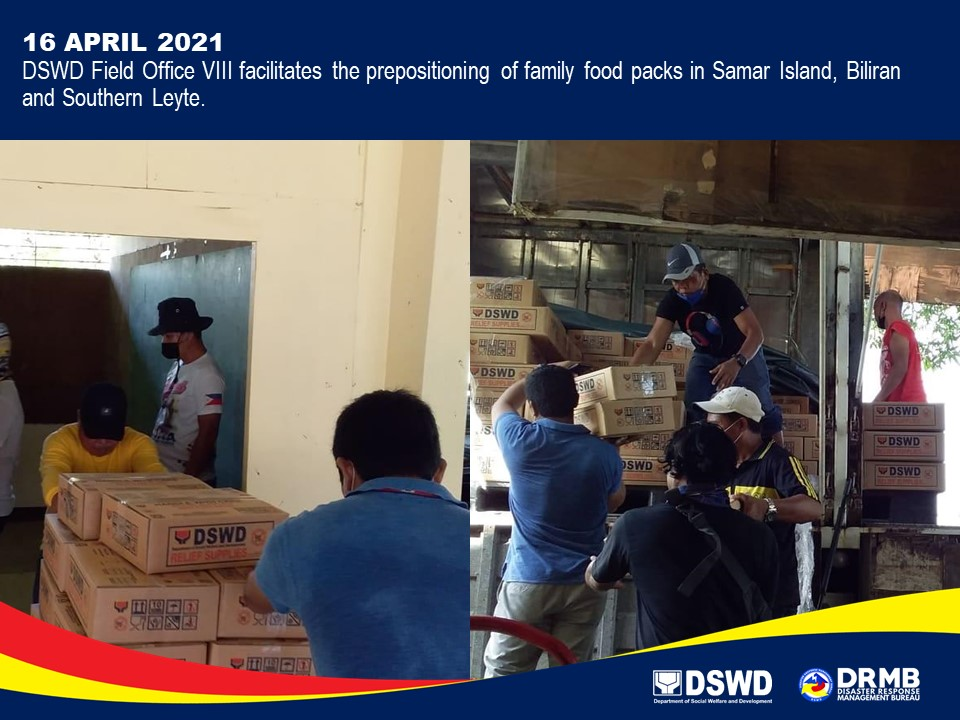 16 APRIL 2021
DSWD Field Office VIII facilitates the prepositioning of family food packs in Samar Island, Biliran
and Southern Leyte.
DSWD
DSWD
RELIEF SUPPLIES
DSWD
DSWD
DSWD
DSWD
DSWD
DSWD
RELIEF SUPPLIES
DSWD
Department of Social Welfare and Development
DRMB
DISASTER RESPONSE
MANAGEMENT BUREAU